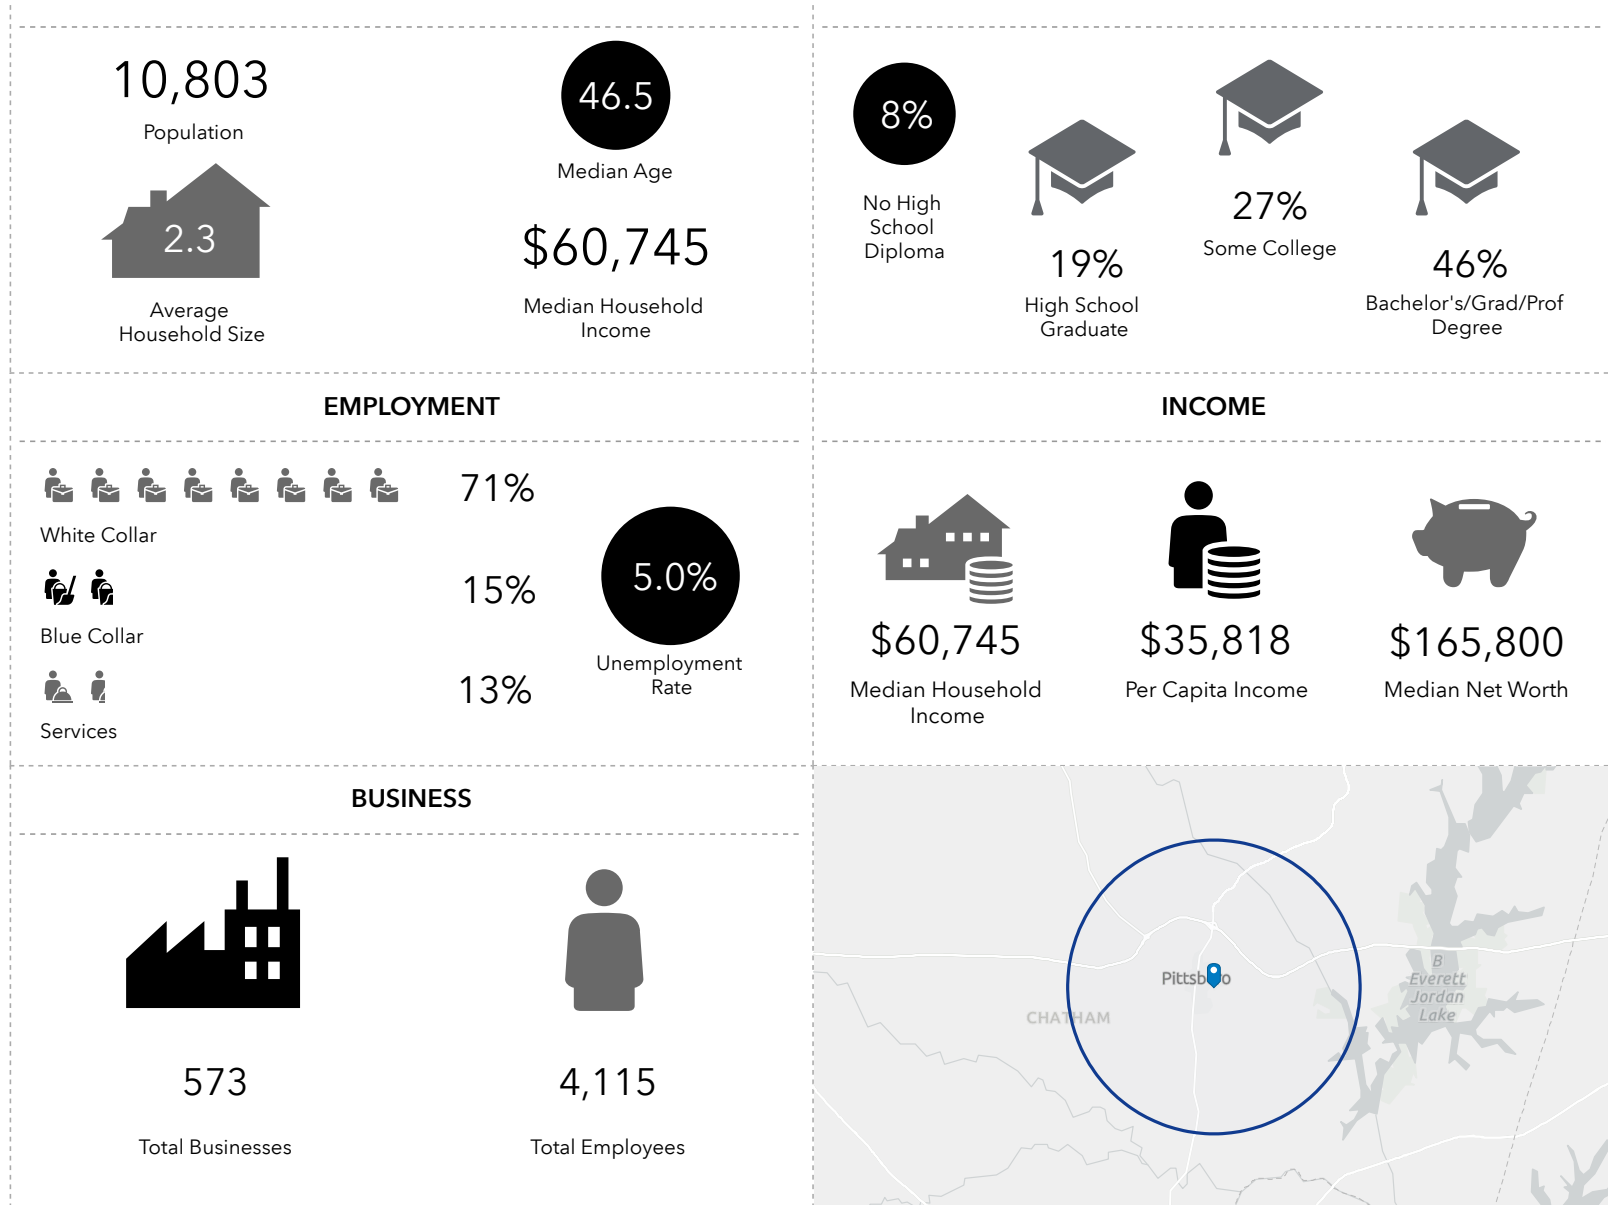 10,803
Population
2.3
Average
Household Size
46.5
Median Age
$60,745
Median Household
Income
8%
No High
School
Diploma
19%
High School
Graduate
27%
Some College
46%
Bachelor's/Grad/Prof
Degree
EMPLOYMENT
71%
White Collar
15%
Blue Collar
13%
Services
5.0%
Unemployment
Rate
INCOME
$60,745
Median Household
Income
$35,818
Per Capita Income
$165,800
Median Net Worth
BUSINESS
573
Total Businesses
4,115
Total Employees
Pittsboro
CHATHAM
B
Everett
Jordan
Lake